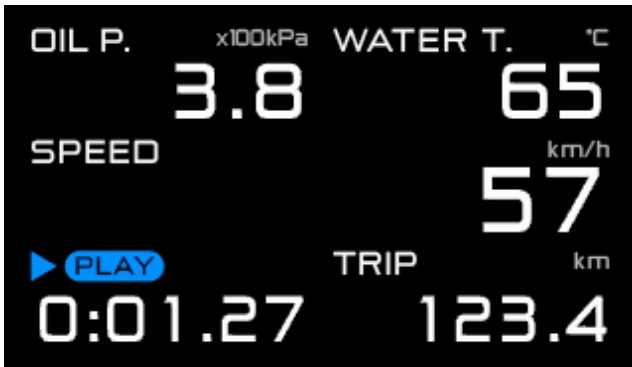 OIL P. x100kPa WATER T. °C
3.8 65
SPEED km/h
57
PLAY TRIP km
0:01.27 123.4